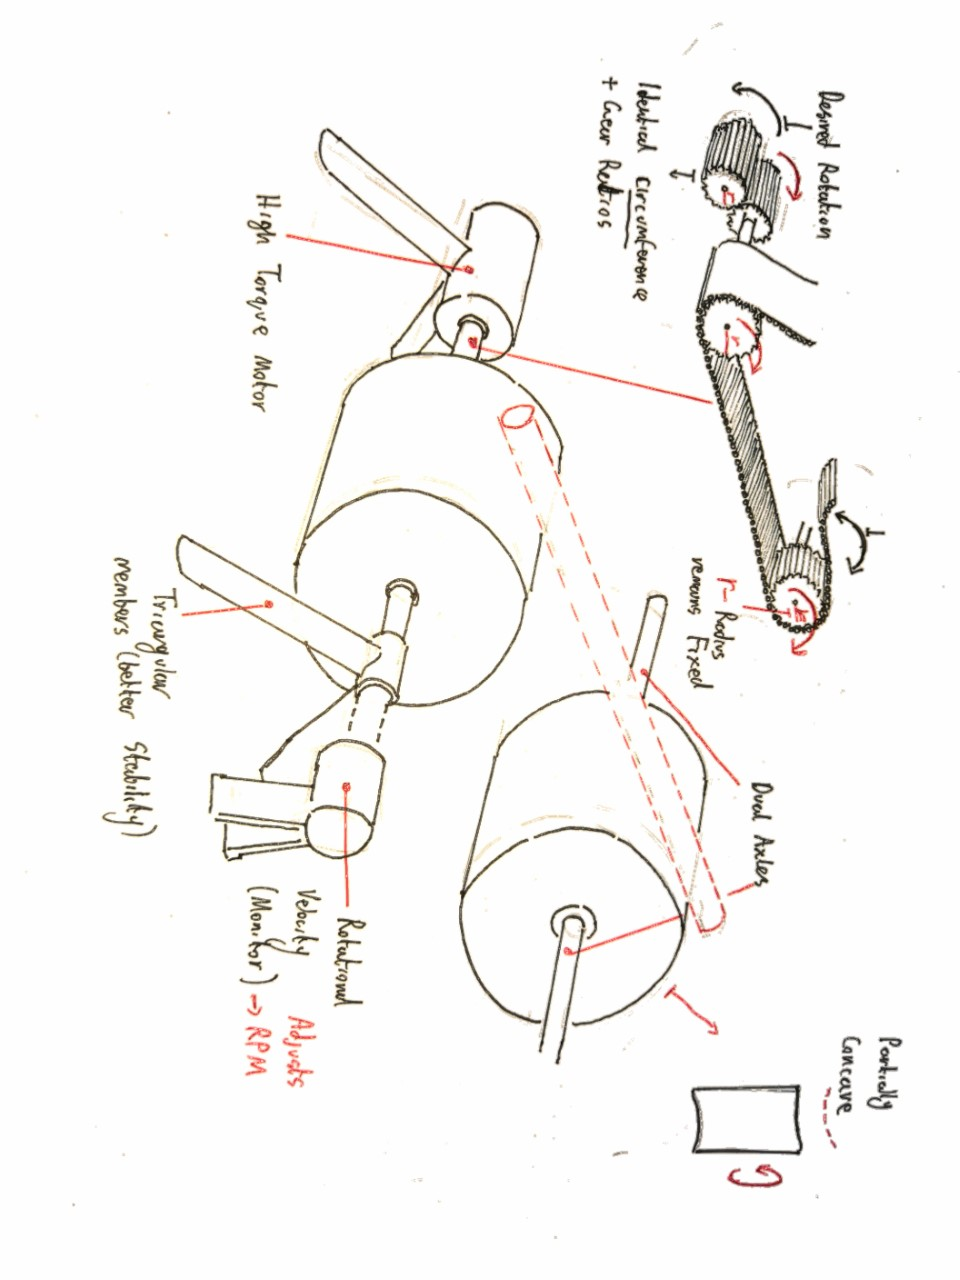 Desired Rotation
Identical Circumference
+ Gear Ratios
r
r
r
r - Radius
remains Fixed
High Torque Motor
Triangular
members (better Stability)
Dual Axles
Rotational
Velocity
(Monitor) → Adjusts
RPM
Partially
Concave